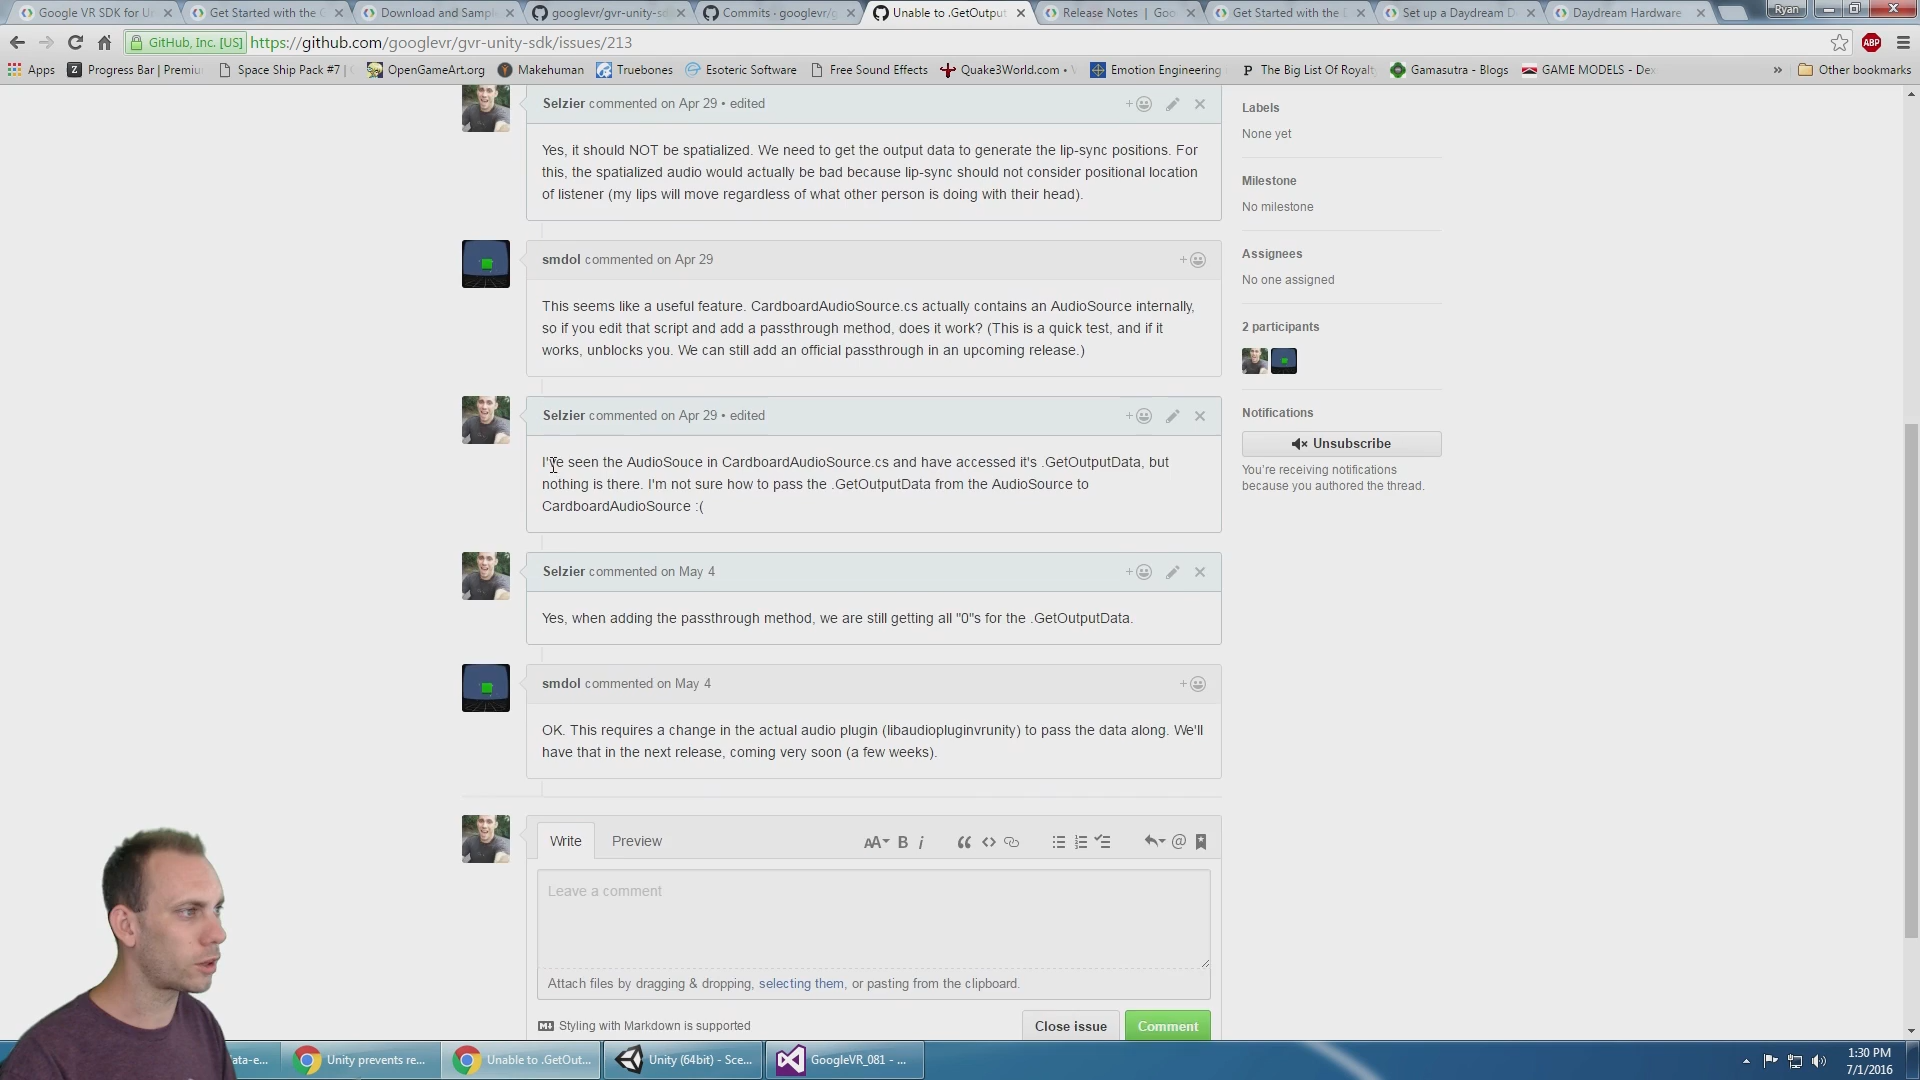 Google VR SDK for Un
Get Started with the G
Download and Sample
googlevr/gvr-unity-sd
Commits · googlevr/g
Unable to .GetOutput
Release Notes | Goo
Get Started with the D
Set up a Daydream D
Daydream Hardware
Ryan
GitHub, Inc. [US]
https://github.com/googlevr/gvr-unity-sdk/issues/213
ABP
Apps
Progress Bar | Premiu
Space Ship Pack #7 |
OpenGameArt.org
Makehuman
Truebones
Esoteric Software
Free Sound Effects
Quake3World.com •
Emotion Engineering
The Big List Of Royalt
Gamasutra - Blogs
GAME MODELS - Dex
Other bookmarks
Selzier commented on Apr 29 • edited
Yes, it should NOT be spatialized. We need to get the output data to generate the lip-sync positions. For
this, the spatialized audio would actually be bad because lip-sync should not consider positional location
of listener (my lips will move regardless of what other person is doing with their head).
smdol commented on Apr 29
This seems like a useful feature. CardboardAudioSource.cs actually contains an AudioSource internally,
so if you edit that script and add a passthrough method, does it work? (This is a quick test, and if it
works, unblocks you. We can still add an official passthrough in an upcoming release.)
Selzier commented on Apr 29 • edited
I've seen the AudioSouce in CardboardAudioSource.cs and have accessed it's .GetOutputData, but
nothing is there. I'm not sure how to pass the .GetOutputData from the AudioSource to
CardboardAudioSource :(
Selzier commented on May 4
Yes, when adding the passthrough method, we are still getting all "0"s for the .GetOutputData.
smdol commented on May 4
OK. This requires a change in the actual audio plugin (libaudiopluginvrunity) to pass the data along. We'll
have that in the next release, coming very soon (a few weeks).
Write
Preview
AA
B
i
Leave a comment
Attach files by dragging & dropping, selecting them, or pasting from the clipboard.
Styling with Markdown is supported
Close issue
Comment
Labels
None yet
Milestone
No milestone
Assignees
No one assigned
2 participants
Notifications
Unsubscribe
You're receiving notifications
because you authored the thread.
ata-e...
Unity prevents re...
Unable to .GetOut...
Unity (64bit) - Sce...
GoogleVR_081 - ...
1:30 PM
7/1/2016